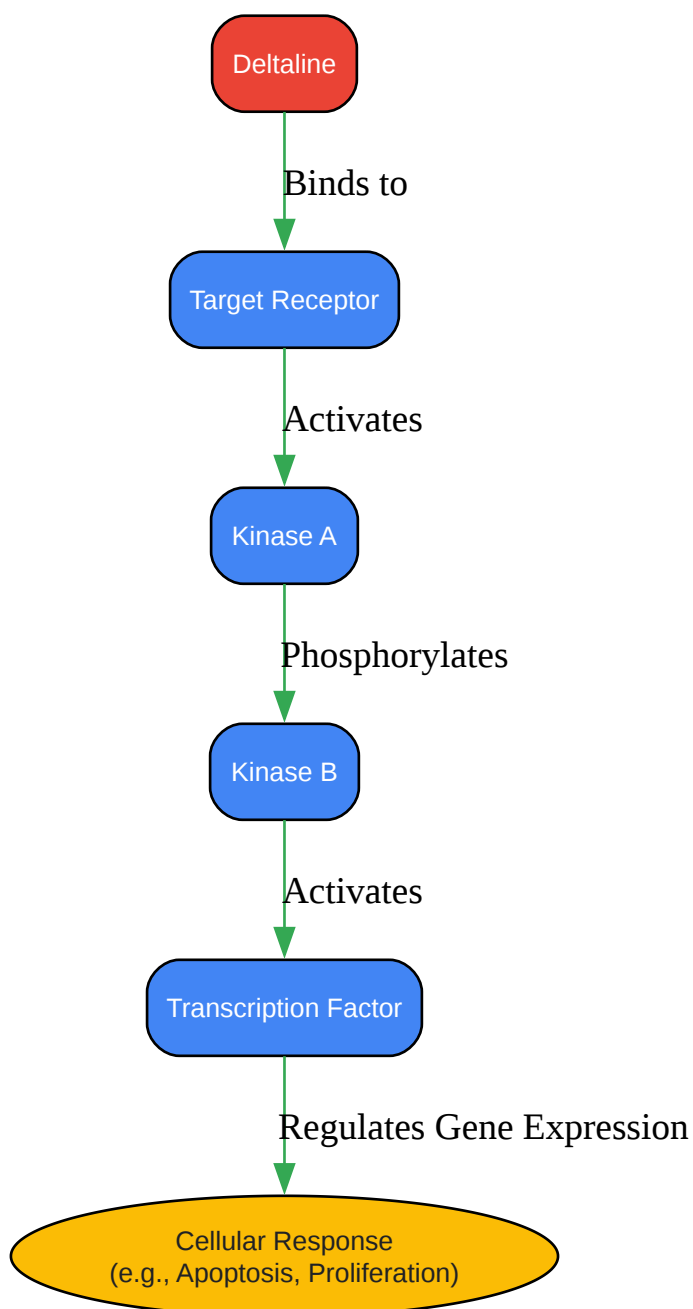 Deltaline
Binds to
Target Receptor
Activates
Kinase A
Phosphorylates
Kinase B
Activates
Transcription Factor
Regulates Gene Expression
Cellular Response
(e.g., Apoptosis, Proliferation)